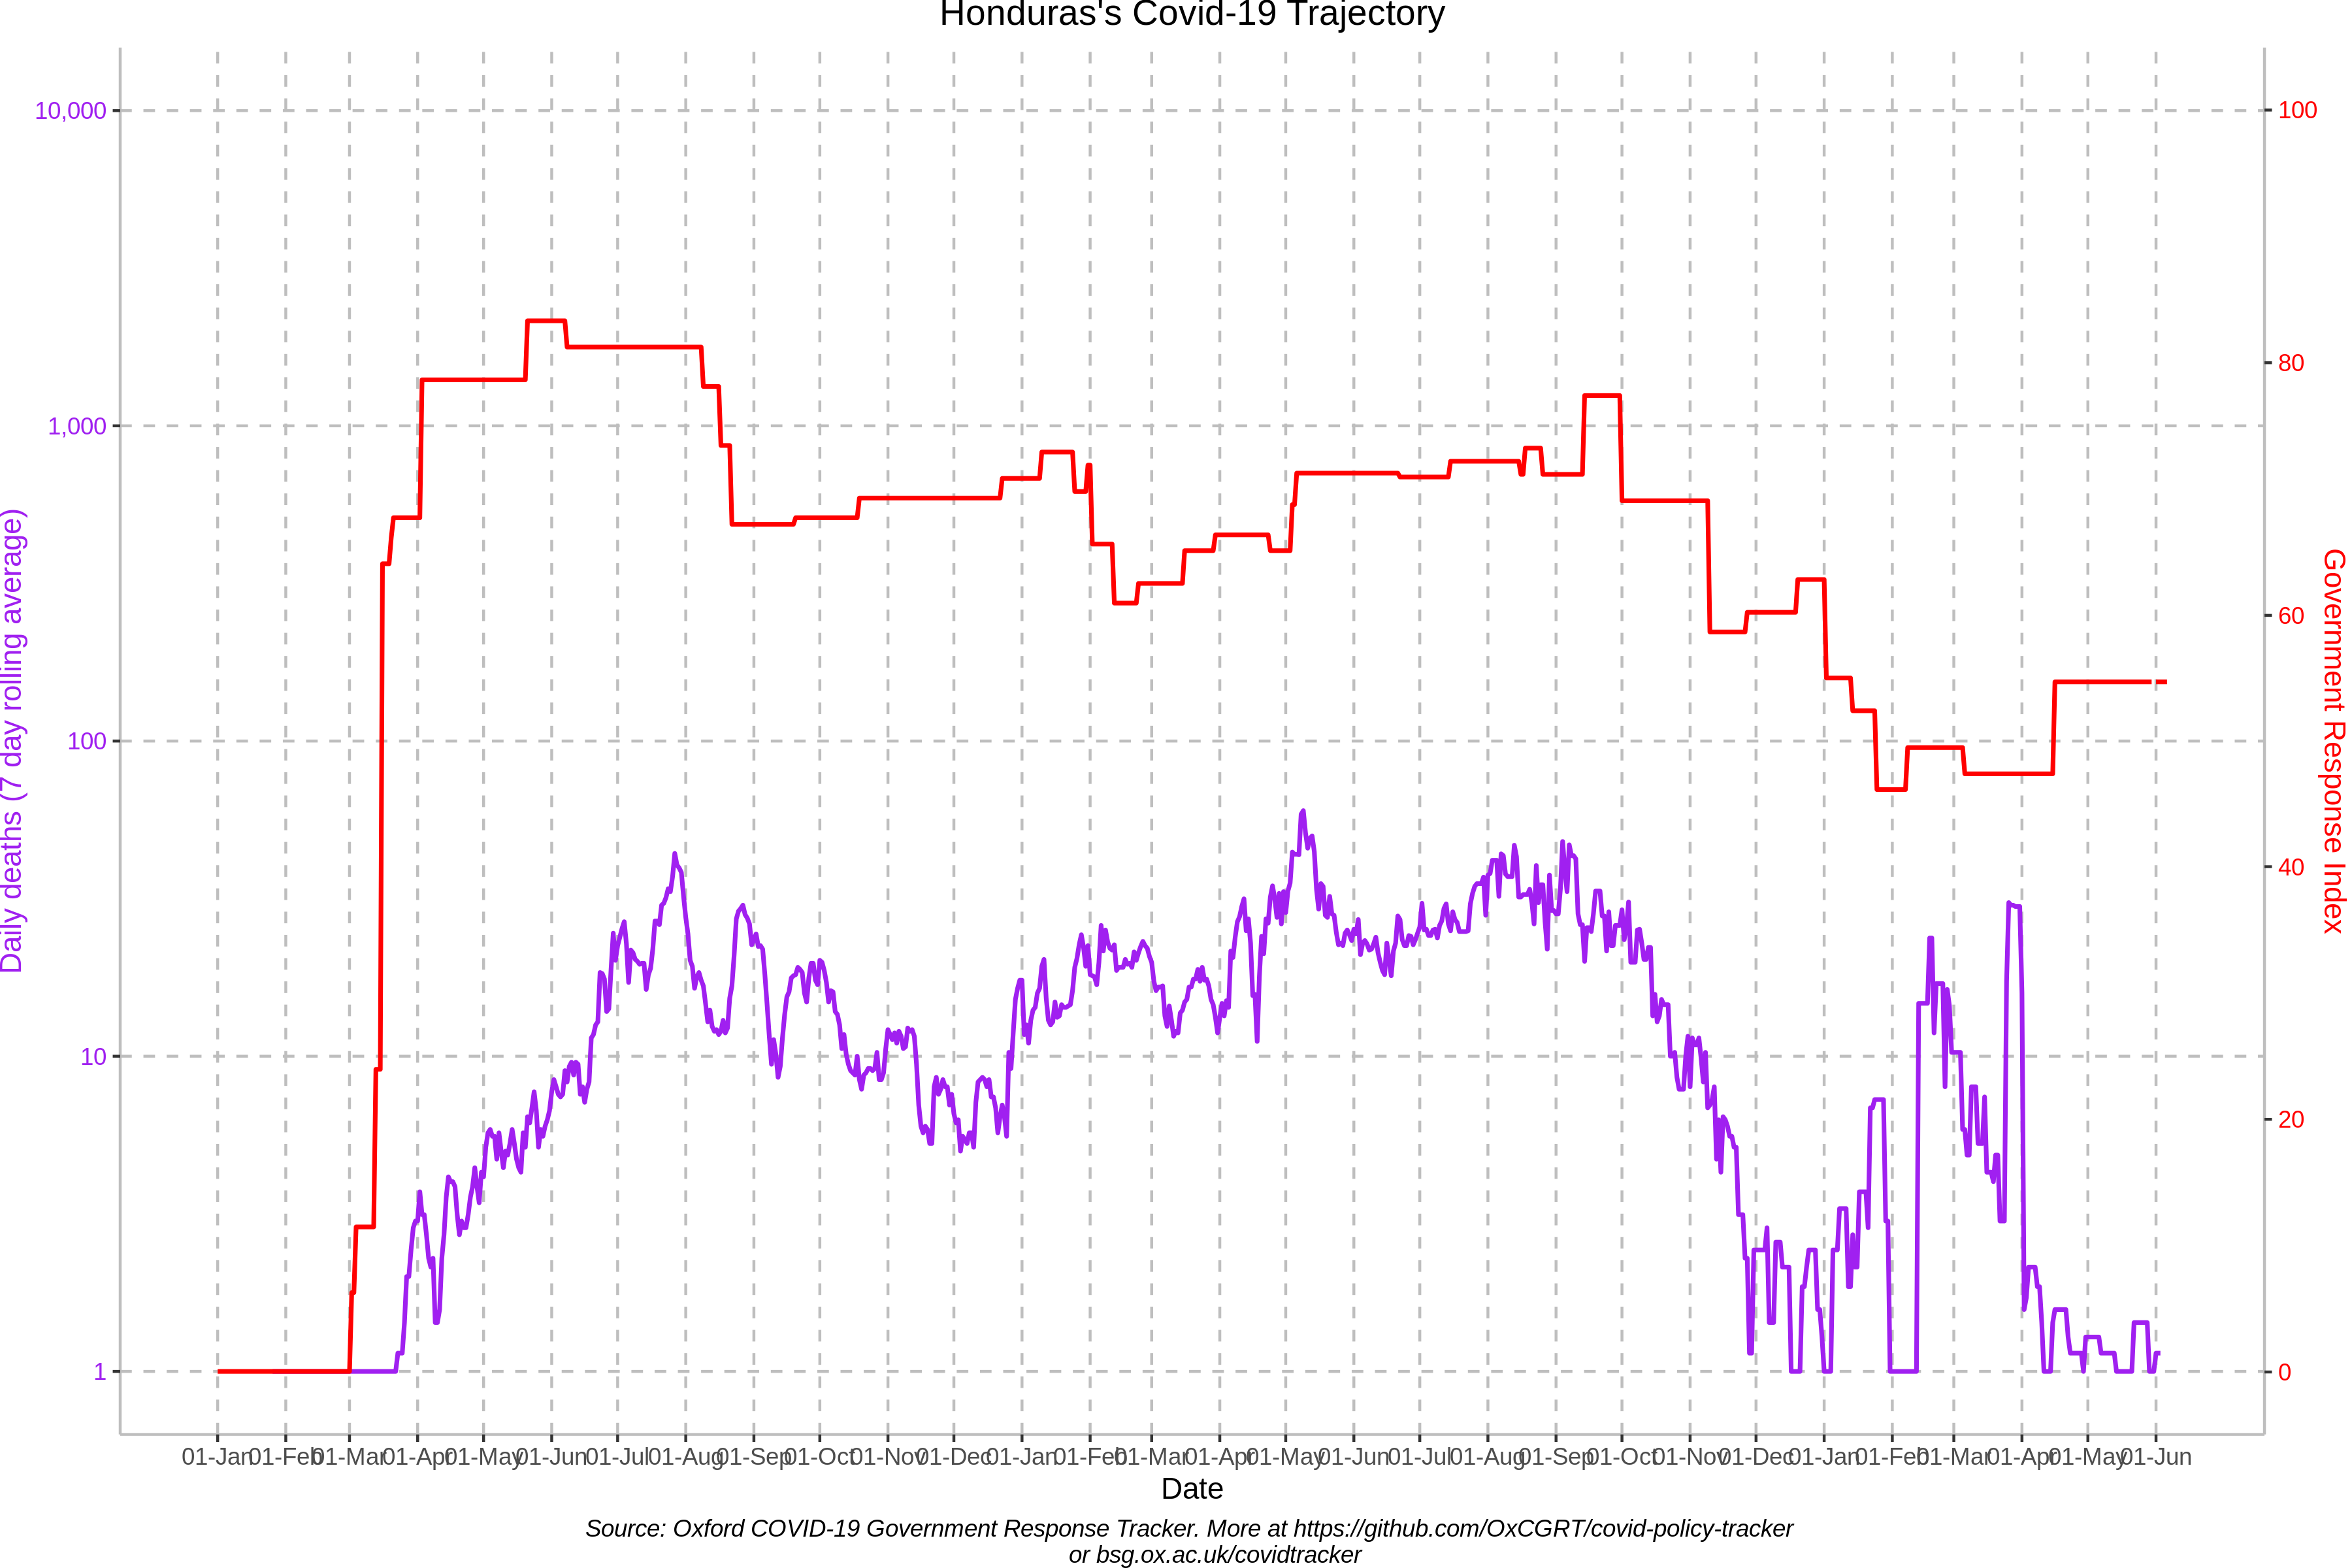 Honduras's Covid-19 Trajectory
10,000
1,000
100
10
1
Daily deaths (7 day rolling average)
100
80
60
40
20
0
Government Response Index
01-Jan 01-Feb 01-Mar 01-Apr 01-May 01-Jun 01-Jul 01-Aug 01-Sep 01-Oct 01-Nov 01-Dec 01-Jan 01-Feb 01-Mar 01-Apr 01-May 01-Jun 01-Jul 01-Aug 01-Sep 01-Oct 01-Nov 01-Dec 01-Jan 01-Feb 01-Mar 01-Apr 01-May 01-Jun
Date
Source: Oxford COVID-19 Government Response Tracker. More at https://github.com/OxCGRT/covid-policy-tracker
or bsg.ox.ac.uk/covidtracker